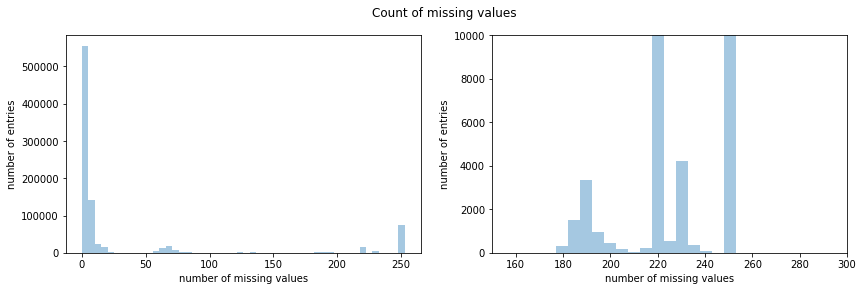 Count of missing values
500000
400000
300000
200000
100000
0
number of entries
0 50 100 150 200 250
number of missing values
10000
8000
6000
4000
2000
0
number of entries
160 180 200 220 240 260 280 300
number of missing values